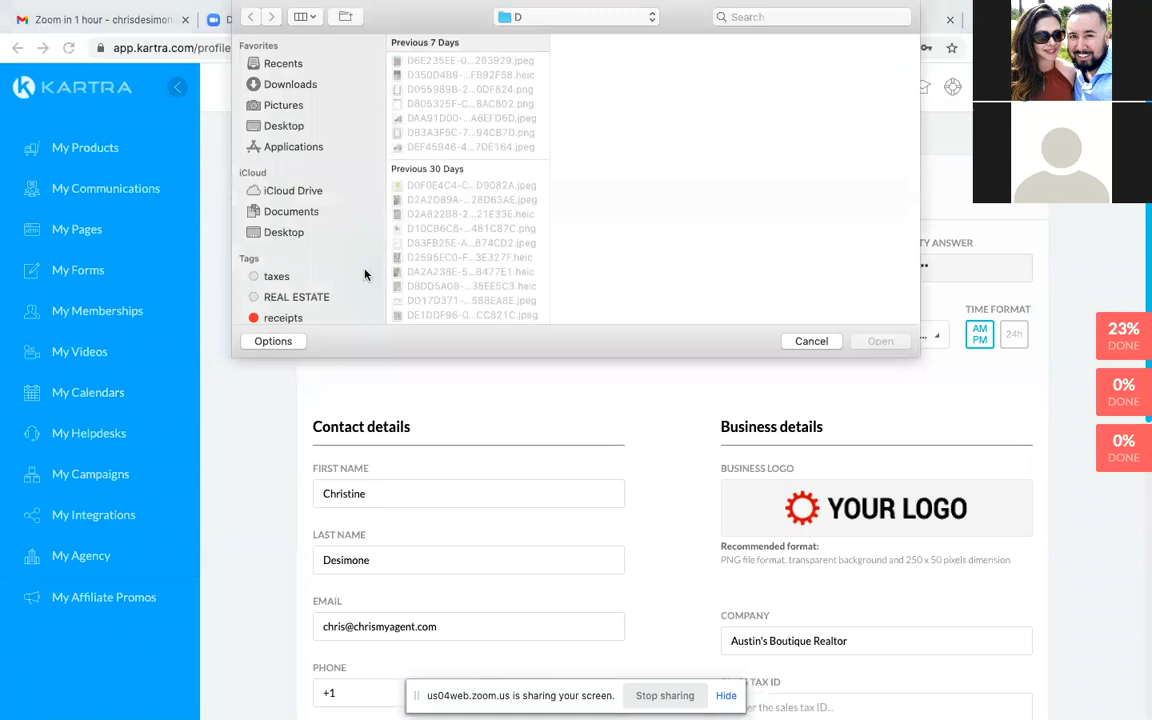 Zoom in 1 hour - chrisdesimon
D
Search
app.kartra.com/profile
KARTRA
My Products
My Communications
My Pages
My Forms
My Memberships
My Videos
My Calendars
My Helpdesks
My Campaigns
My Integrations
My Agency
My Affiliate Promos
Favorites
Recents
Downloads
Pictures
Desktop
Applications
iCloud
iCloud Drive
Documents
Desktop
Tags
taxes
REAL ESTATE
receipts
Previous 7 Days
D6E235EE-0...263929.jpeg
D350D4B9-...FB92F58.heic
D055989B-2...0DF824.png
D805325F-C...8AC802.png
DAA91D00-...A6EFD6D.jpeg
DB3A3F5C-7...94CB7D.png
DEF45946-4...7DE164.jpeg
Previous 30 Days
D0F0E4C4-C...D9082A.jpeg
D2A2D89A-...28D63AE.jpeg
D2A822B8-2...21E33E.heic
D10CB6CB-...481C87C.png
D83FB25E-A...874CD2.jpeg
D2595EC0-F...3E327F.heic
DA2A238E-5...B477E1.heic
DBDD5A08-...38EE5C3.heic
DD17D371-...588EA8E.jpeg
DE1DDF96-0...CC821C.jpeg
Options
Cancel
Open
TY ANSWER
TIME FORMAT
AM
PM
24h
23%
DONE
0%
DONE
0%
DONE
Contact details
FIRST NAME
Christine
LAST NAME
Desimone
EMAIL
chris@chrismyagent.com
PHONE
+1
Business details
BUSINESS LOGO
YOUR LOGO
Recommended format:
PNG file format, transparent background and 250 x 50 pixels dimension
COMPANY
Austin's Boutique Realtor
TAX ID
er the sales tax ID...
us04web.zoom.us is sharing your screen.
Stop sharing
Hide